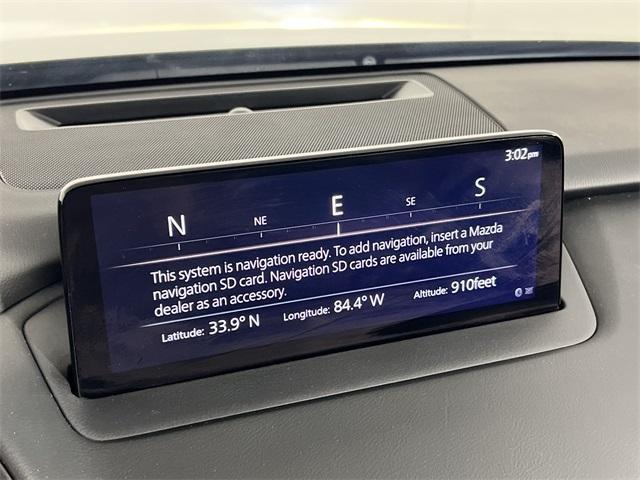 3:02pm
N NE E SE S
This system is navigation ready. To add navigation, insert a Mazda
navigation SD card. Navigation SD cards are available from your
dealer as an accessory.
Latitude: 33.9° N Longitude: 84.4° W Altitude: 910feet